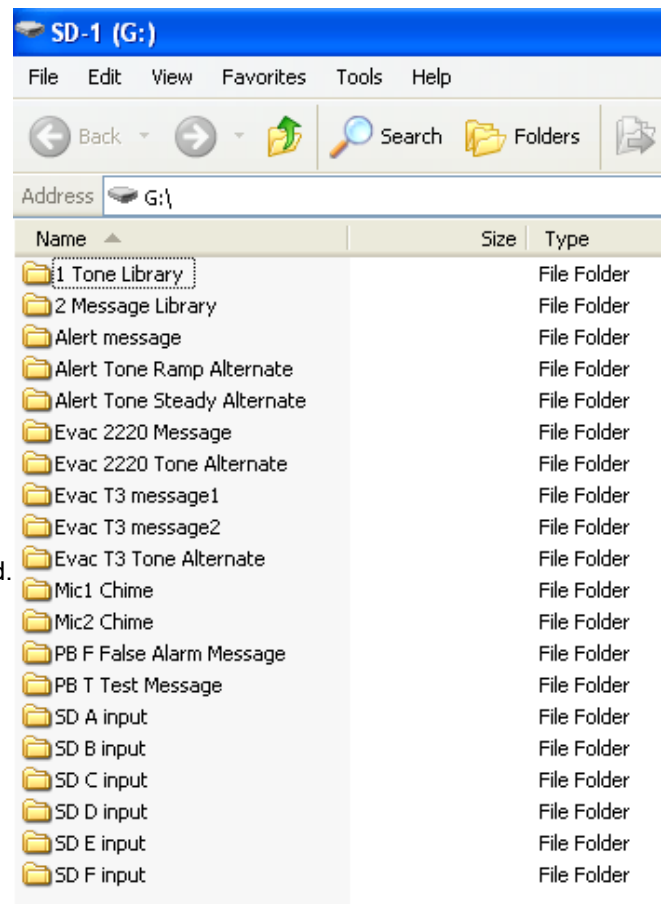 SD-1 (G:)
File Edit View Favorites Tools Help
Back Search Folders
Address G:\
Name Size Type
1 Tone Library File Folder
2 Message Library File Folder
Alert message File Folder
Alert Tone Ramp Alternate File Folder
Alert Tone Steady Alternate File Folder
Evac 2220 Message File Folder
Evac 2220 Tone Alternate File Folder
Evac T3 message1 File Folder
Evac T3 message2 File Folder
Evac T3 Tone Alternate File Folder
Mic1 Chime File Folder
Mic2 Chime File Folder
PB F False Alarm Message File Folder
PB T Test Message File Folder
SD A input File Folder
SD B input File Folder
SD C input File Folder
SD D input File Folder
SD E input File Folder
SD F input File Folder